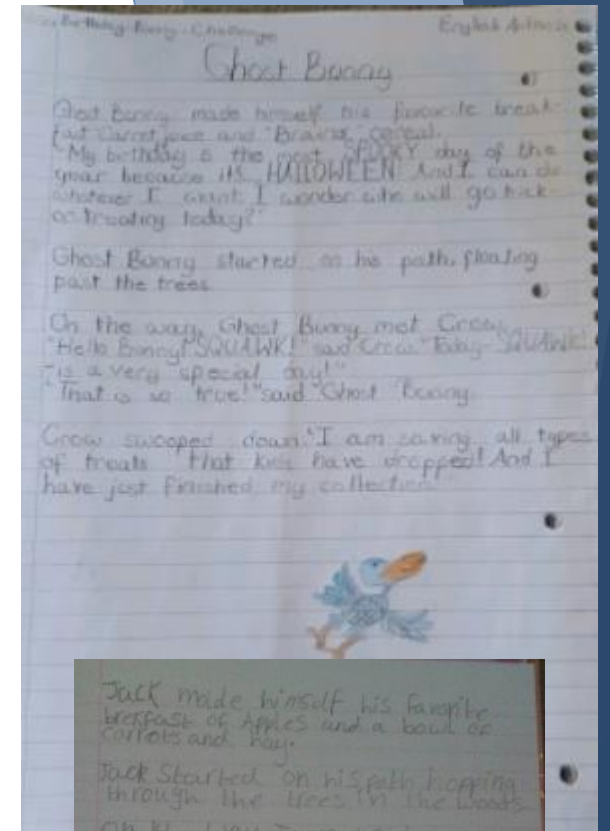 Birthday Bunny Challenge
English
Ghost Bunny
Ghost Bunny made himself his favourite break-
fast Carrot juice and "Brains" cereal.
"My birthday is the most SPOOKY day of the
year because it's HALLOWEEN! And I can do
whatever I want. I wonder who will go trick
or treating today?"
Ghost Bunny started on his path, floating
past the trees.
On the way, Ghost Bunny met Crow.
"Hello Bunny! SQUAWK!" said Crow. "Today- SQUAWK!
-is a very special day!"
"That is so true!" said Ghost Bunny.
Crow swooped down. "I am saving all types
of treats that kids have dropped! And I
have just finished my collection."
Jack made himself his favorite
brekfast of Apples and a bowl of
carrots and hay.
Jack Started on his path, hopping
through the trees in the woods